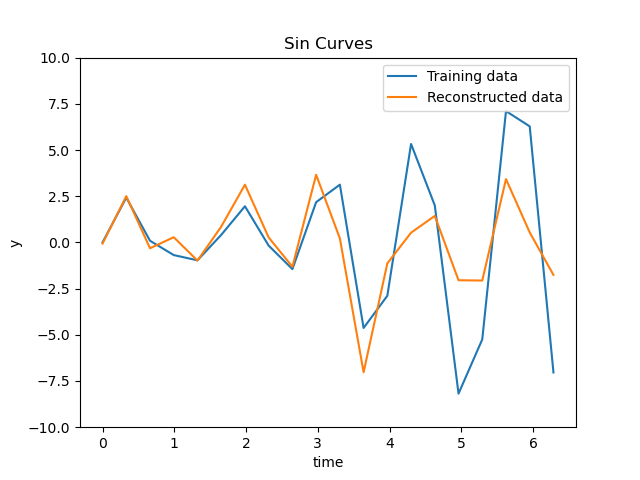 Sin Curves
Training data
Reconstructed data
10.0
7.5
5.0
2.5
0.0
−2.5
−5.0
−7.5
−10.0
y
0 1 2 3 4 5 6
time